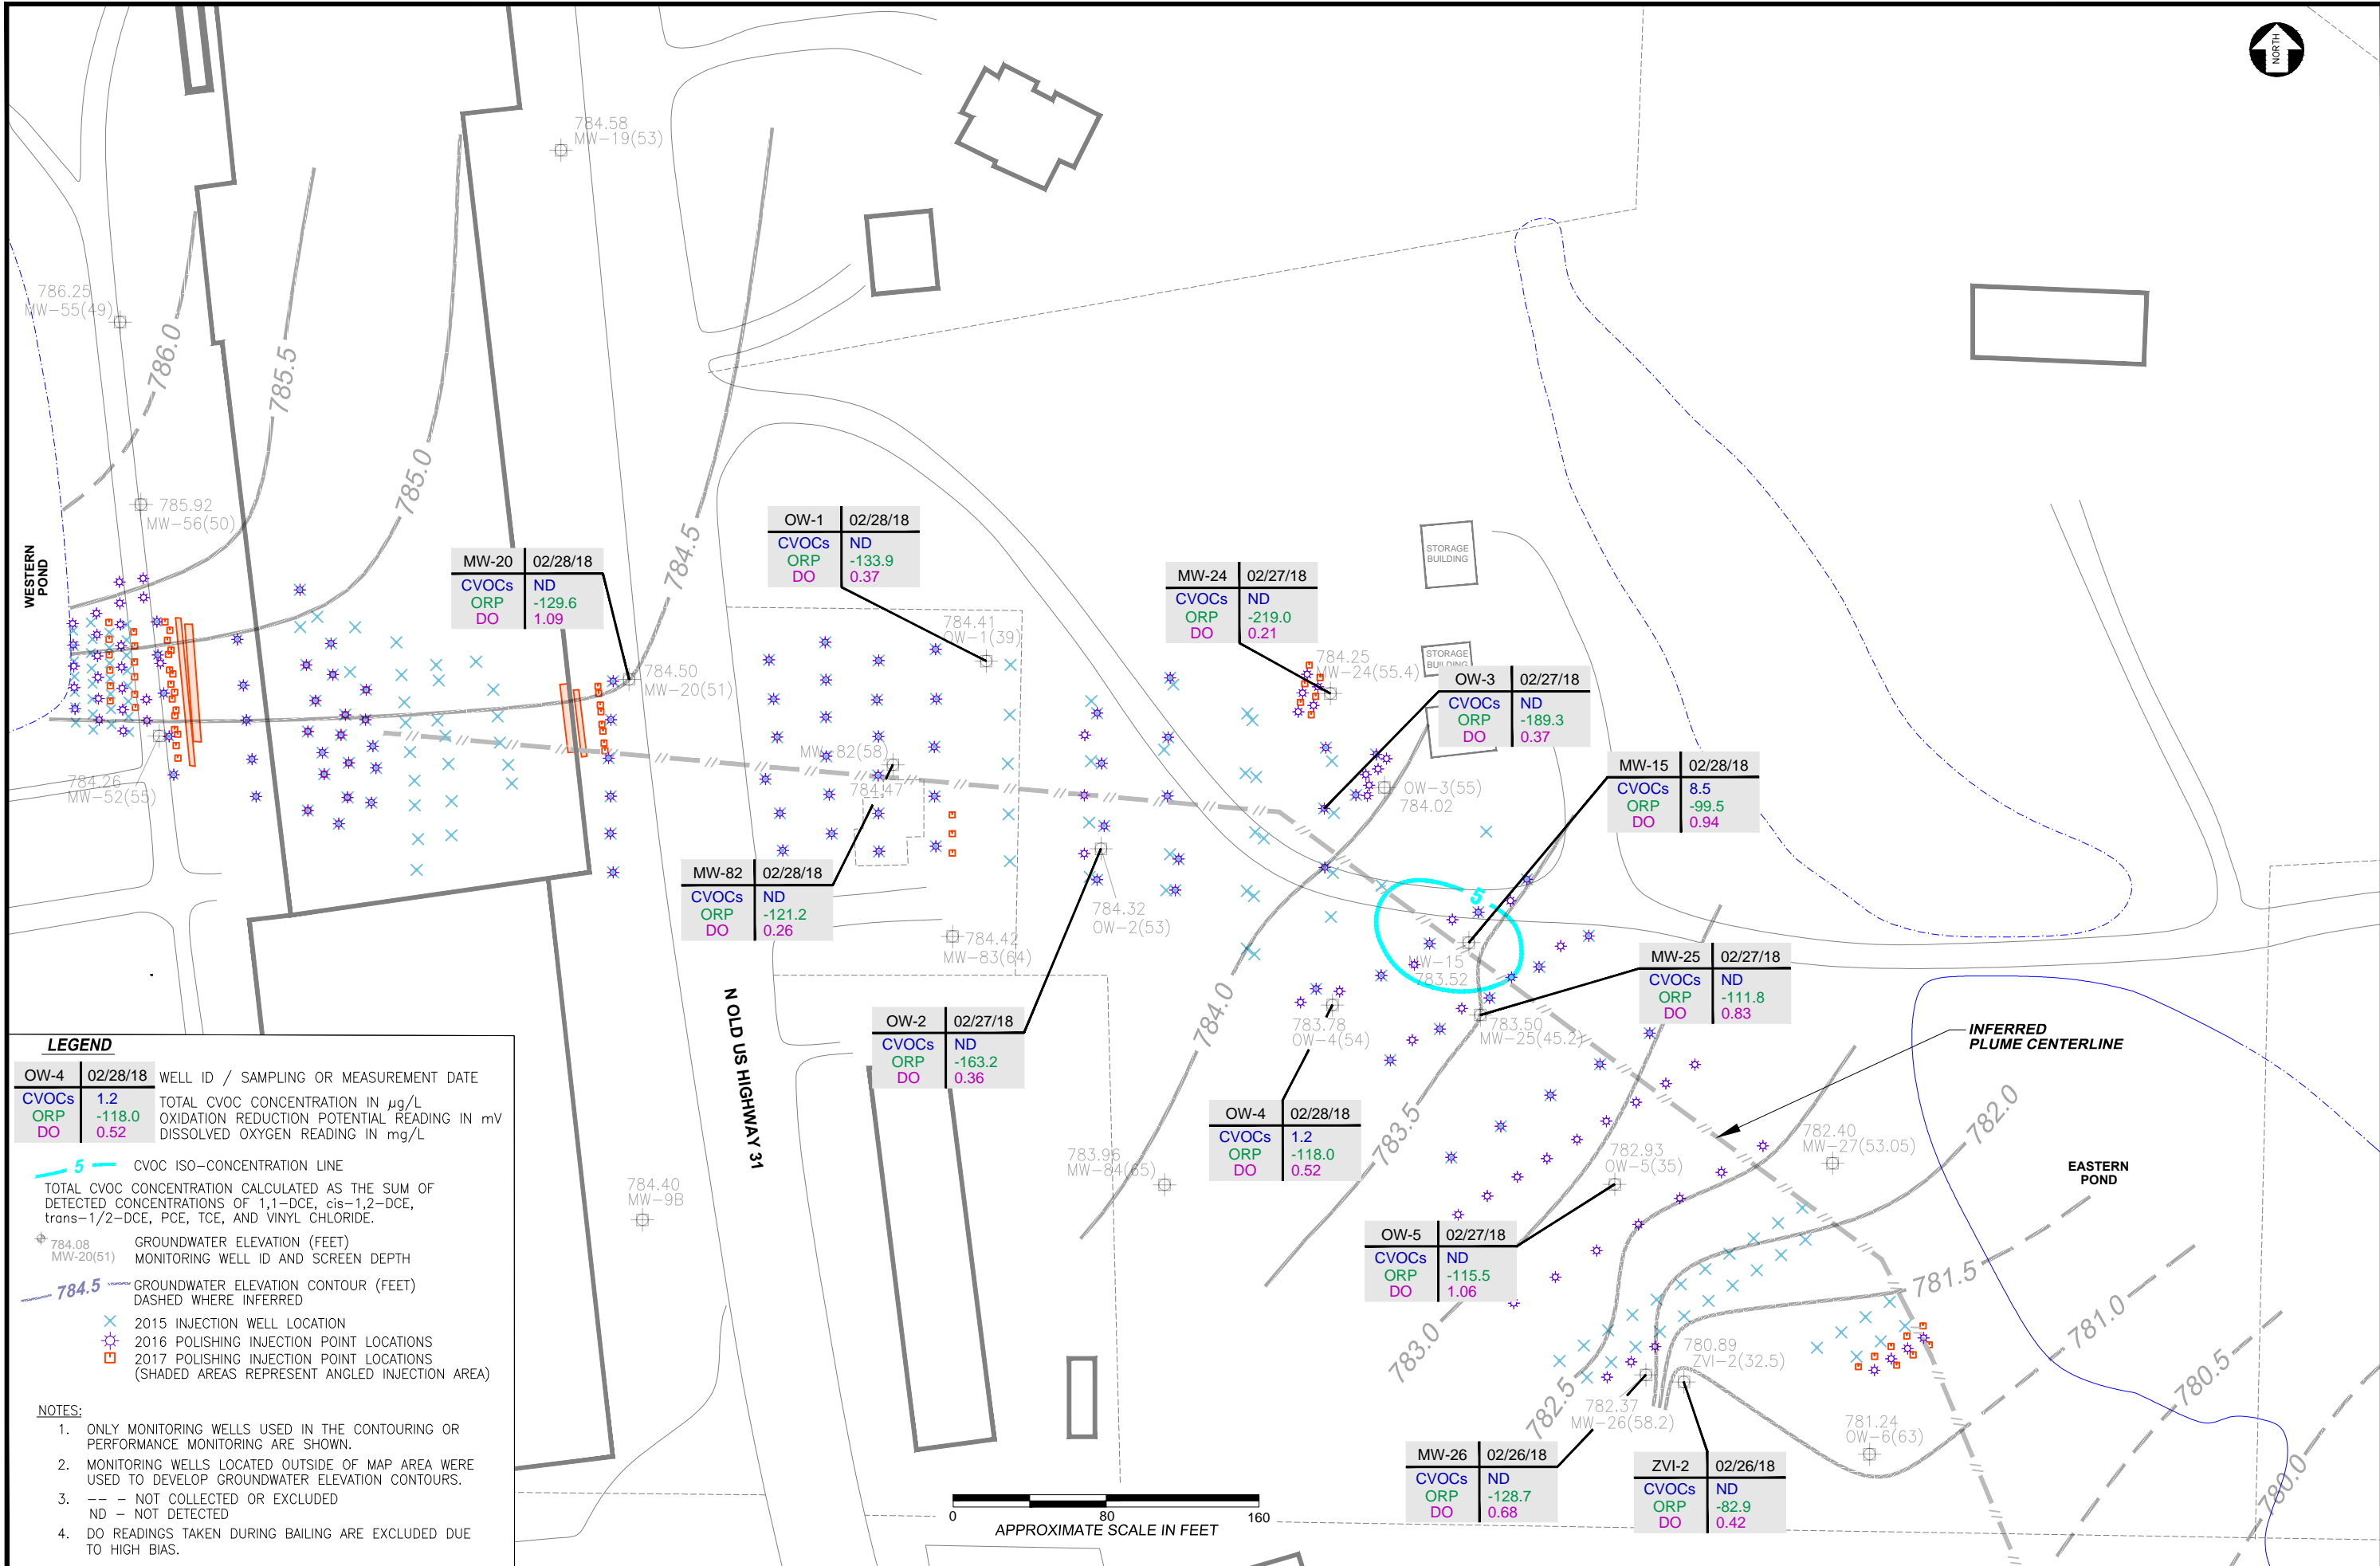 NORTH
784.58
MW-19(53)
786.25
MW-55(49)
786.0
785.5
785.0
784.5
785.92
MW-56(50)
WESTERN
POND
MW-20 02/28/18
CVOCs ND
ORP -129.6
DO 1.09
784.50
MW-20(51)
OW-1 02/28/18
CVOCs ND
ORP -133.9
DO 0.37
784.41
OW-1(39)
MW-24 02/27/18
CVOCs ND
ORP -219.0
DO 0.21
784.25
MW-24(55.4)
STORAGE
BUILDING
STORAGE
BUILDING
OW-3 02/27/18
CVOCs ND
ORP -189.3
DO 0.37
OW-3(55)
784.02
MW-15 02/28/18
CVOCs 8.5
ORP -99.5
DO 0.94
784.26
MW-52(55)
MW-82(58)
784.47
MW-82 02/28/18
CVOCs ND
ORP -121.2
DO 0.26
784.32
OW-2(53)
784.42
MW-83(64)
5
MW-15
783.52
MW-25 02/27/18
CVOCs ND
ORP -111.8
DO 0.83
783.50
MW-25(45.2)
784.0
783.78
OW-4(54)
N OLD US HIGHWAY 31
OW-2 02/27/18
CVOCs ND
ORP -163.2
DO 0.36
INFERRED
PLUME CENTERLINE
OW-4 02/28/18
CVOCs 1.2
ORP -118.0
DO 0.52
783.5
782.0
782.40
MW-27(53.05)
782.93
OW-5(35)
783.96
MW-84(65)
784.40
MW-9B
EASTERN
POND
OW-5 02/27/18
CVOCs ND
ORP -115.5
DO 1.06
781.5
781.0
783.0
780.89
ZVI-2(32.5)
780.5
782.5
782.37
MW-26(58.2)
781.24
OW-6(63)
780.0
MW-26 02/26/18
CVOCs ND
ORP -128.7
DO 0.68
ZVI-2 02/26/18
CVOCs ND
ORP -82.9
DO 0.42
0 80 160
APPROXIMATE SCALE IN FEET
LEGEND
OW-4 02/28/18 WELL ID / SAMPLING OR MEASUREMENT DATE
CVOCs 1.2 TOTAL CVOC CONCENTRATION IN µg/L
ORP -118.0 OXIDATION REDUCTION POTENTIAL READING IN mV
DO 0.52 DISSOLVED OXYGEN READING IN mg/L
5 CVOC ISO-CONCENTRATION LINE
TOTAL CVOC CONCENTRATION CALCULATED AS THE SUM OF
DETECTED CONCENTRATIONS OF 1,1-DCE, cis-1,2-DCE,
trans-1/2-DCE, PCE, TCE, AND VINYL CHLORIDE.
784.08 GROUNDWATER ELEVATION (FEET)
MW-20(51) MONITORING WELL ID AND SCREEN DEPTH
784.5 GROUNDWATER ELEVATION CONTOUR (FEET)
DASHED WHERE INFERRED
2015 INJECTION WELL LOCATION
2016 POLISHING INJECTION POINT LOCATIONS
2017 POLISHING INJECTION POINT LOCATIONS
(SHADED AREAS REPRESENT ANGLED INJECTION AREA)
NOTES:
1. ONLY MONITORING WELLS USED IN THE CONTOURING OR
PERFORMANCE MONITORING ARE SHOWN.
2. MONITORING WELLS LOCATED OUTSIDE OF MAP AREA WERE
USED TO DEVELOP GROUNDWATER ELEVATION CONTOURS.
3. -- - NOT COLLECTED OR EXCLUDED
ND - NOT DETECTED
4. DO READINGS TAKEN DURING BAILING ARE EXCLUDED DUE
TO HIGH BIAS.